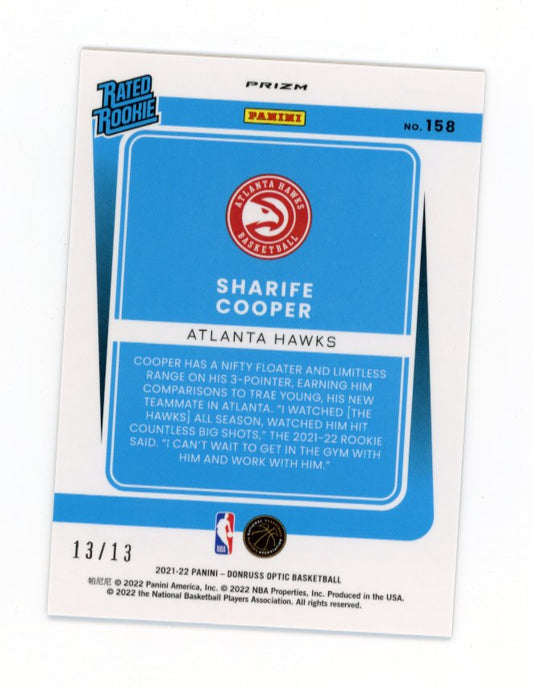 PRIZM
RATED
ROOKIE
PANINI
NO. 158
ATLANTA HAWKS
BASKETBALL
SHARIFE
COOPER
ATLANTA HAWKS
COOPER HAS A NIFTY FLOATER AND LIMITLESS
RANGE ON HIS 3-POINTER, EARNING HIM
COMPARISONS TO TRAE YOUNG, HIS NEW
TEAMMATE IN ATLANTA. "I WATCHED [THE
HAWKS] ALL SEASON, WATCHED HIM HIT
COUNTLESS BIG SHOTS," THE 2021-22 ROOKIE
SAID. "I CAN'T WAIT TO GET IN THE GYM WITH
HIM AND WORK WITH HIM."
NBA
NATIONAL BASKETBALL
13/13
2021-22 PANINI – DONRUSS OPTIC BASKETBALL
帕尼尼 © 2022 Panini America, Inc. © 2022 NBA Properties, Inc. Produced in the USA.
© 2022 the National Basketball Players Association. All rights reserved.